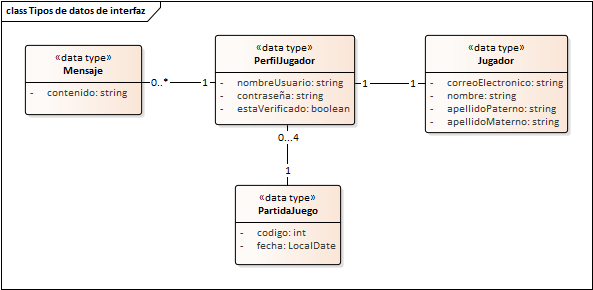 class Tipos de datos de interfaz
«data type»
Mensaje
- contenido: string
0..*
1
«data type»
PerfilJugador
- nombreUsuario: string
- contraseña: string
- estaVerificado: boolean
1
1
«data type»
Jugador
- correoElectronico: string
- nombre: string
- apellidoPaterno: string
- apellidoMaterno: string
0...4
1
«data type»
PartidaJuego
- codigo: int
- fecha: LocalDate